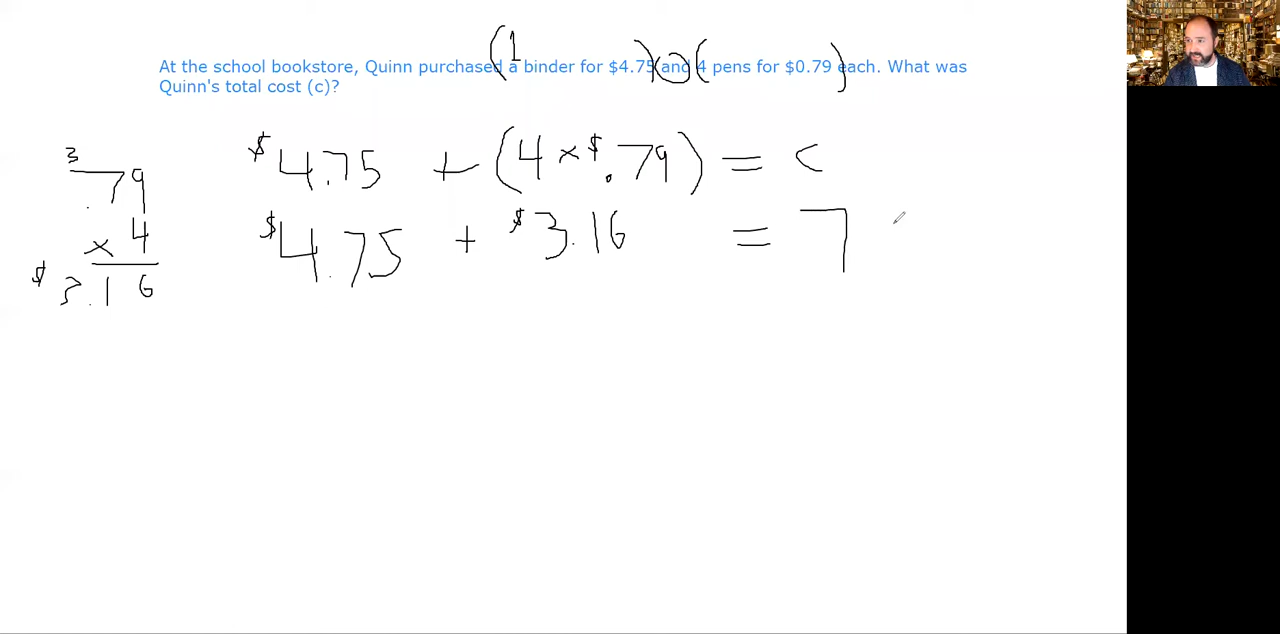 (1 ) ( )
At the school bookstore, Quinn purchased a binder for $4.75 and 4 pens for $0.79 each. What was
Quinn's total cost (c)?
3
.79
x 4
$3.16
$4.75 + (4 x $.79) = c
$4.75 + $3.16 = 7